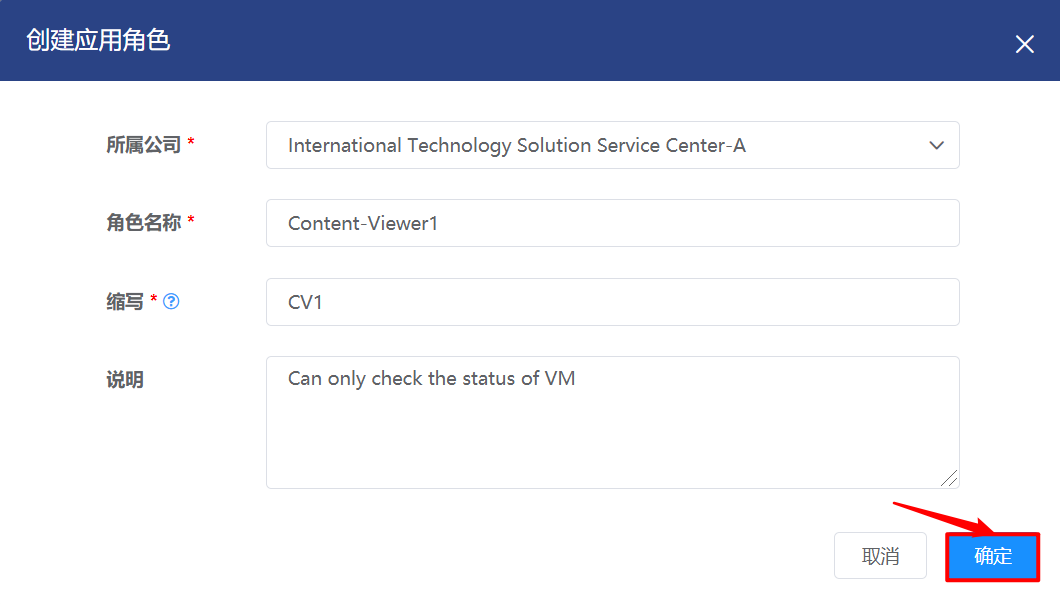 创建应用角色
所属公司 * International Technology Solution Service Center-A
角色名称 * Content-Viewer1
缩写 * ? CV1
说明 Can only check the status of VM
取消 确定